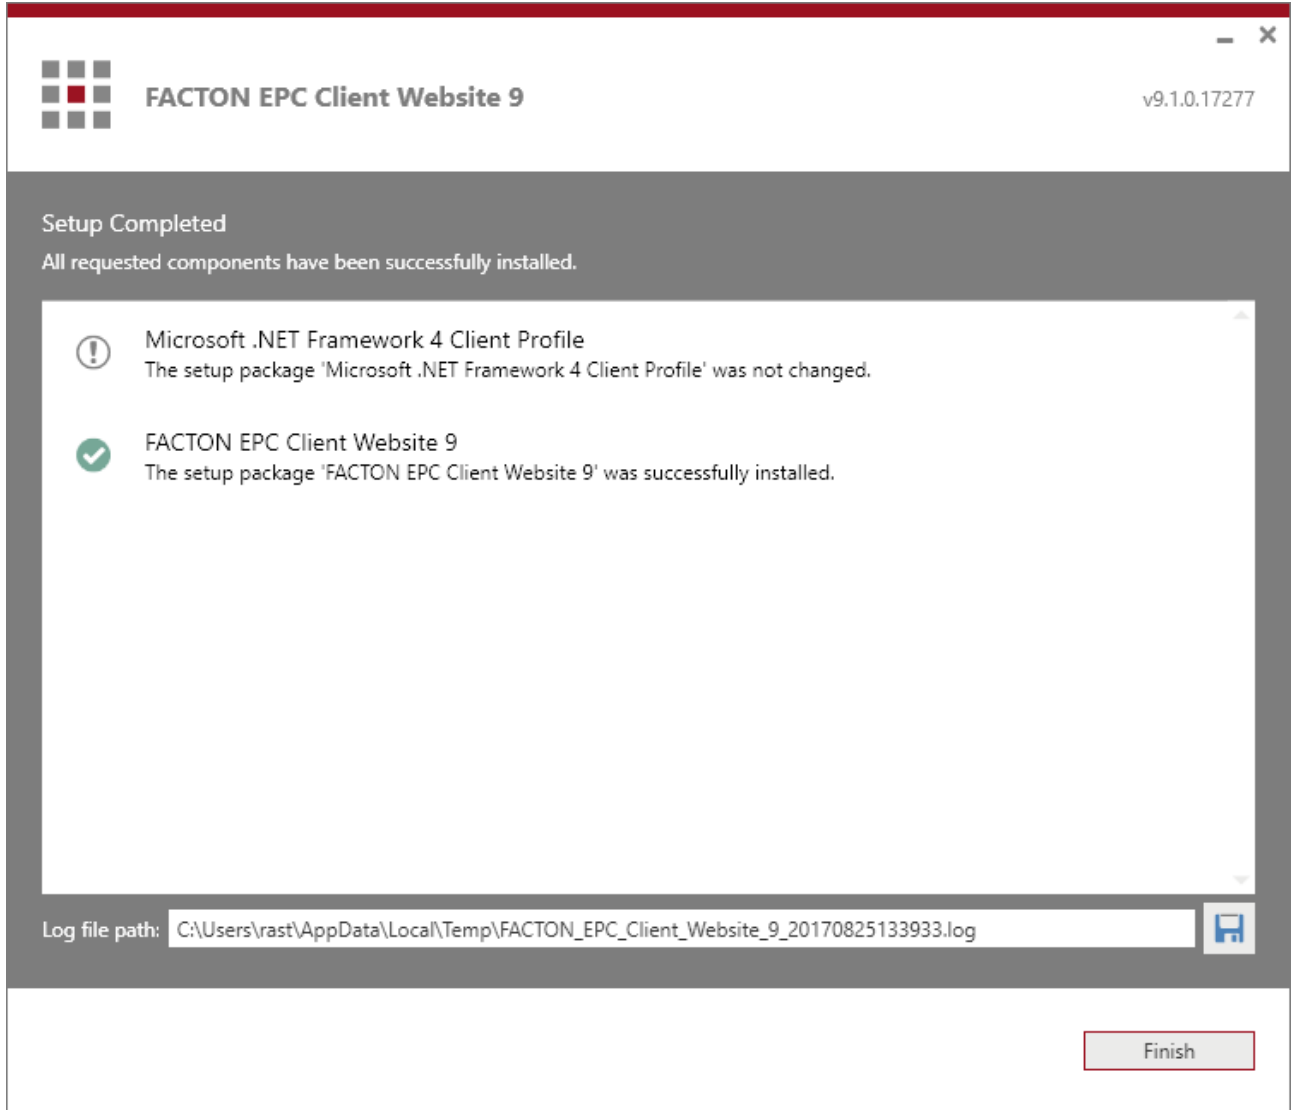 FACTON EPC Client Website 9
v9.1.0.17277
Setup Completed
All requested components have been successfully installed.
Microsoft .NET Framework 4 Client Profile
The setup package 'Microsoft .NET Framework 4 Client Profile' was not changed.
FACTON EPC Client Website 9
The setup package 'FACTON EPC Client Website 9' was successfully installed.
Log file path: C:\Users\rast\AppData\Local\Temp\FACTON_EPC_Client_Website_9_20170825133933.log
Finish